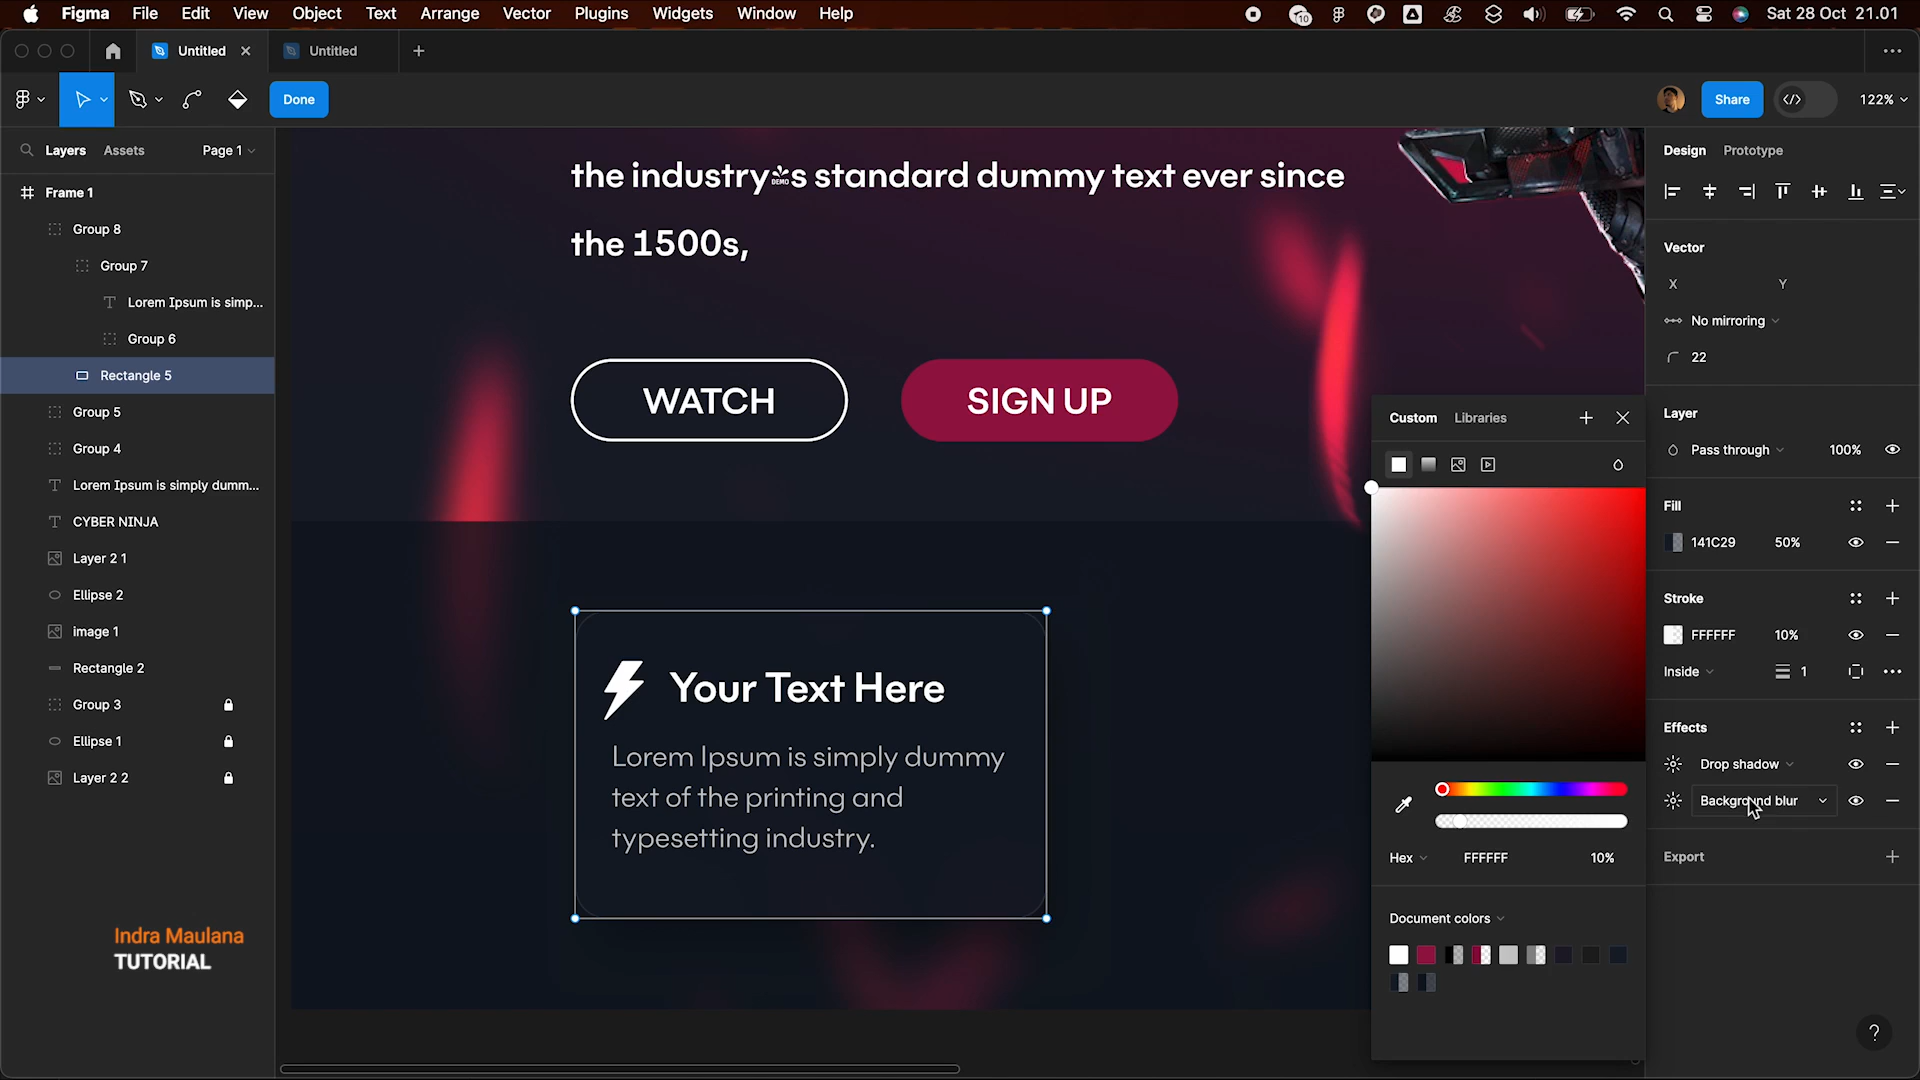 Figma File Edit View Object Text Arrange Vector Plugins Widgets Window Help
10 Sat 28 Oct 21.01
Untitled Untitled
Done
Share 122%
Layers Assets Page 1
Frame 1
Group 8
Group 7
Lorem Ipsum is simp...
Group 6
Rectangle 5
Group 5
Group 4
Lorem Ipsum is simply dumm...
CYBER NINJA
Layer 2 1
Ellipse 2
image 1
Rectangle 2
Group 3
Ellipse 1
Layer 2 2
Indra Maulana
TUTORIAL
the industry DEMO s standard dummy text ever since
the 1500s,
WATCH SIGN UP
Your Text Here
Lorem Ipsum is simply dummy
text of the printing and
typesetting industry.
Custom Libraries
Hex FFFFFF 10%
Document colors
Design Prototype
Vector
X Y
No mirroring
22
Layer
Pass through 100%
Fill
141C29 50%
Stroke
FFFFFF 10%
Inside 1
Effects
Drop shadow
Background blur
Export
?